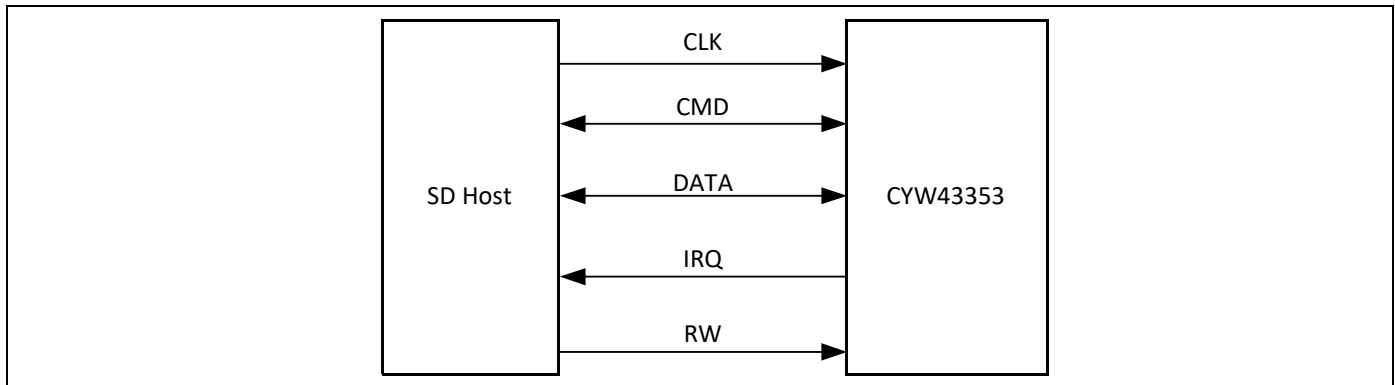 CLK
CMD
DATA
SD Host
CYW43353
IRQ
RW